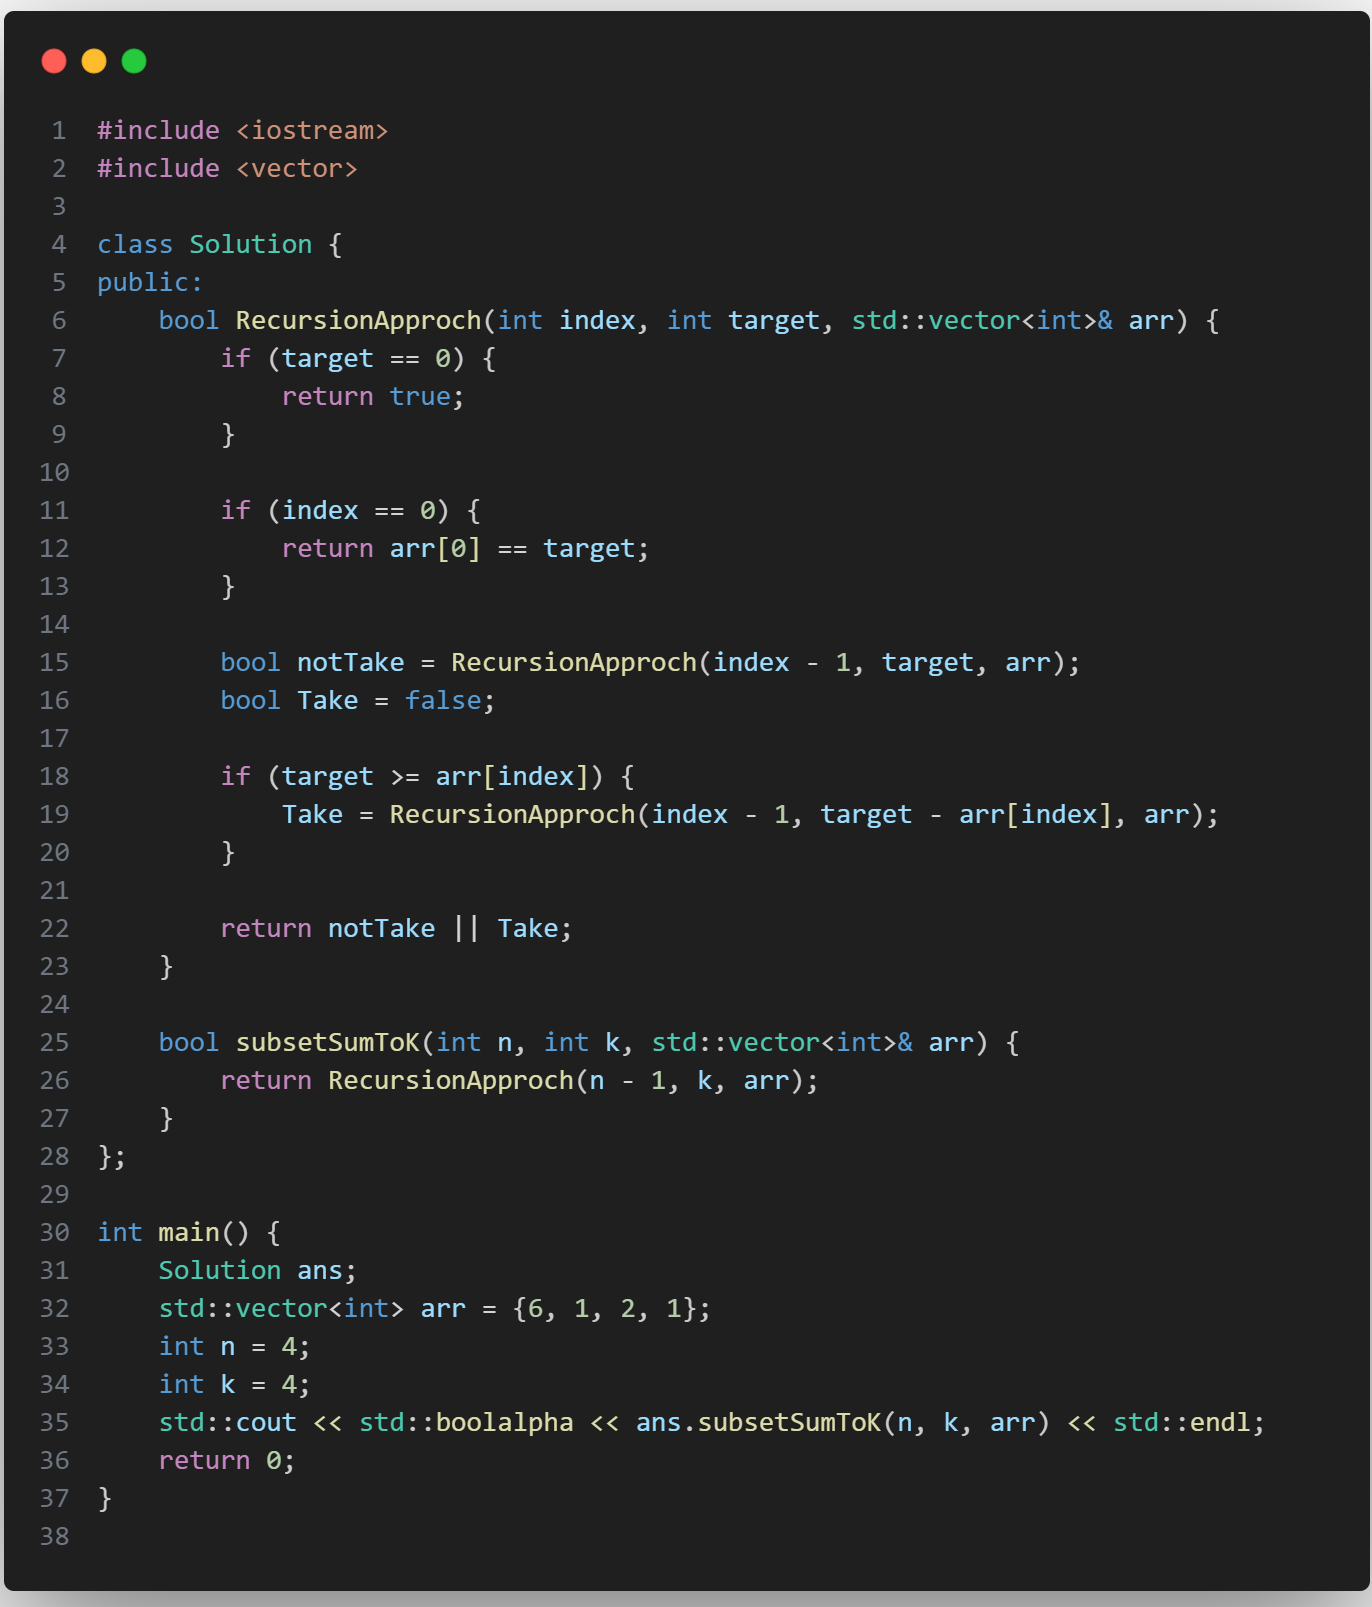 1 #include <iostream>
2 #include <vector>
3
4 class Solution {
5 public:
6     bool RecursionApproch(int index, int target, std::vector<int>& arr) {
7         if (target == 0) {
8             return true;
9         }
10
11         if (index == 0) {
12             return arr[0] == target;
13         }
14
15         bool notTake = RecursionApproch(index - 1, target, arr);
16         bool Take = false;
17
18         if (target >= arr[index]) {
19             Take = RecursionApproch(index - 1, target - arr[index], arr);
20         }
21
22         return notTake || Take;
23     }
24
25     bool subsetSumToK(int n, int k, std::vector<int>& arr) {
26         return RecursionApproch(n - 1, k, arr);
27     }
28 };
29
30 int main() {
31     Solution ans;
32     std::vector<int> arr = {6, 1, 2, 1};
33     int n = 4;
34     int k = 4;
35     std::cout << std::boolalpha << ans.subsetSumToK(n, k, arr) << std::endl;
36     return 0;
37 }
38